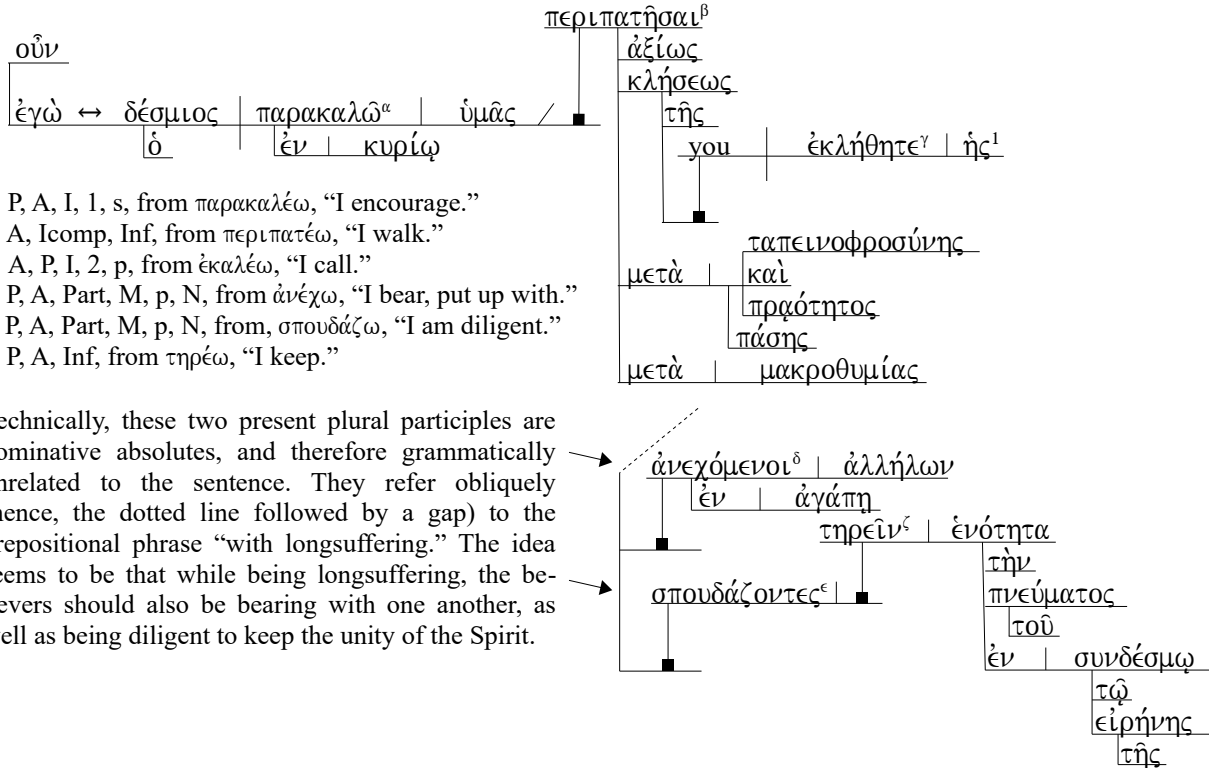 περιπατῆσαιᵝ
οὖν
ἀξίως
κλήσεως
ἐγὼ ↔ δέσμιος παρακαλῶᵅ ὑμᾶς
τῆς
ὁ
ἐν κυρίῳ
you ἐκλήθητεᵞ ἡς¹
P, A, I, 1, s, from παρακαλέω, “I encourage.”
A, Icomp, Inf, from περιπατέω, “I walk.”
A, P, I, 2, p, from ἐκαλέω, “I call.”
P, A, Part, M, p, N, from ἀνέχω, “I bear, put up with.”
P, A, Part, M, p, N, from, σπουδάζω, “I am diligent.”
P, A, Inf, from τηρέω, “I keep.”
ταπεινοφροσύνης
μετὰ καὶ
πρᾳότητος
πάσης
μετὰ μακροθυμίας
echnically, these two present plural participles are
ominative absolutes, and therefore grammatically
nrelated to the sentence. They refer obliquely
hence, the dotted line followed by a gap) to the
repositional phrase “with longsuffering.” The idea
eems to be that while being longsuffering, the be-
evers should also be bearing with one another, as
vell as being diligent to keep the unity of the Spirit.
ἀνεχόμενοιᵟ ἀλλήλων
ἐν ἀγάπῃ
τηρεῖνζ ἑνότητα
τὴν
σπουδάζοντεςᵋ
πνεύματος
τοῦ
ἐν συνδέσμῳ
τῷ
εἰρήνης
τῆς